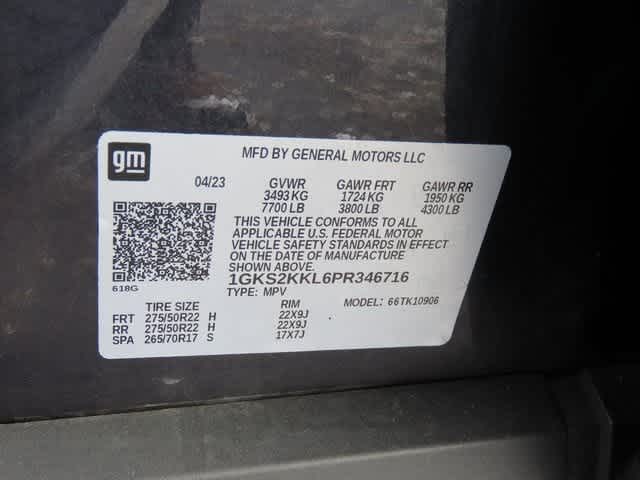 gm
MFD BY GENERAL MOTORS LLC
04/23 GVWR GAWR FRT GAWR RR
3493 KG 1724 KG 1950 KG
7700 LB 3800 LB 4300 LB
THIS VEHICLE CONFORMS TO ALL
APPLICABLE U.S. FEDERAL MOTOR
VEHICLE SAFETY STANDARDS IN EFFECT
ON THE DATE OF MANUFACTURE
SHOWN ABOVE.
618G
1GKS2KKL6PR346716
TYPE: MPV MODEL: 66TK10906
TIRE SIZE RIM
FRT 275/50R22 H 22X9J
RR 275/50R22 H 22X9J
SPA 265/70R17 S 17X7J